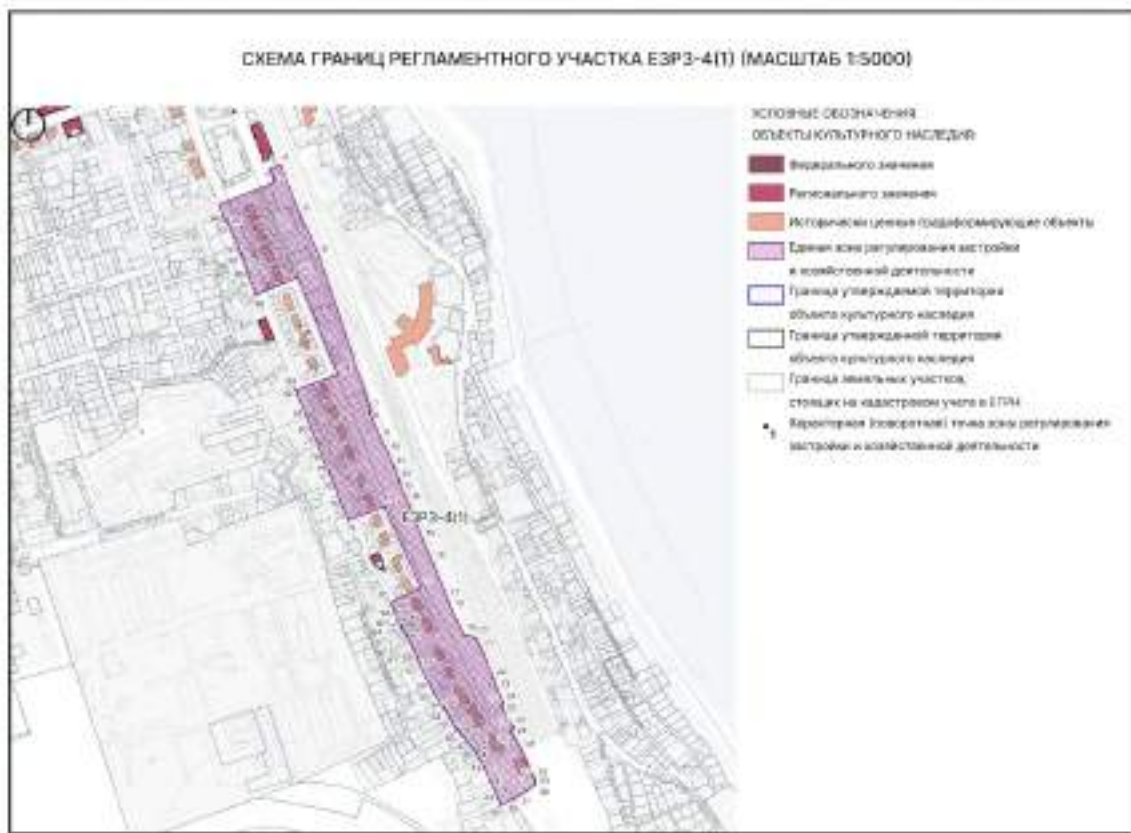 СХЕМА ГРАНИЦ РЕГЛАМЕНТНОГО УЧАСТКА ЕЗРЗ-4(1) (МАСШТАБ 1:5000)
УСЛОВНЫЕ ОБОЗНАЧЕНИЯ
ОБЪЕКТЫ КУЛЬТУРНОГО НАСЛЕДИЯ:
Федерального значения
Регионального значения
Исторически ценные градоформирующие объекты
Единая зона регулирования застройки
и хозяйственной деятельности
Граница утверждаемой территории
объекта культурного наследия
Граница утвержденной территории
объекта культурного наследия
Граница земельных участков,
стоящих на кадастровом учете в ЕГРН
Характерная (поворотная) точка зоны регулирования
застройки и хозяйственной деятельности
ЕЗРЗ-4(1)